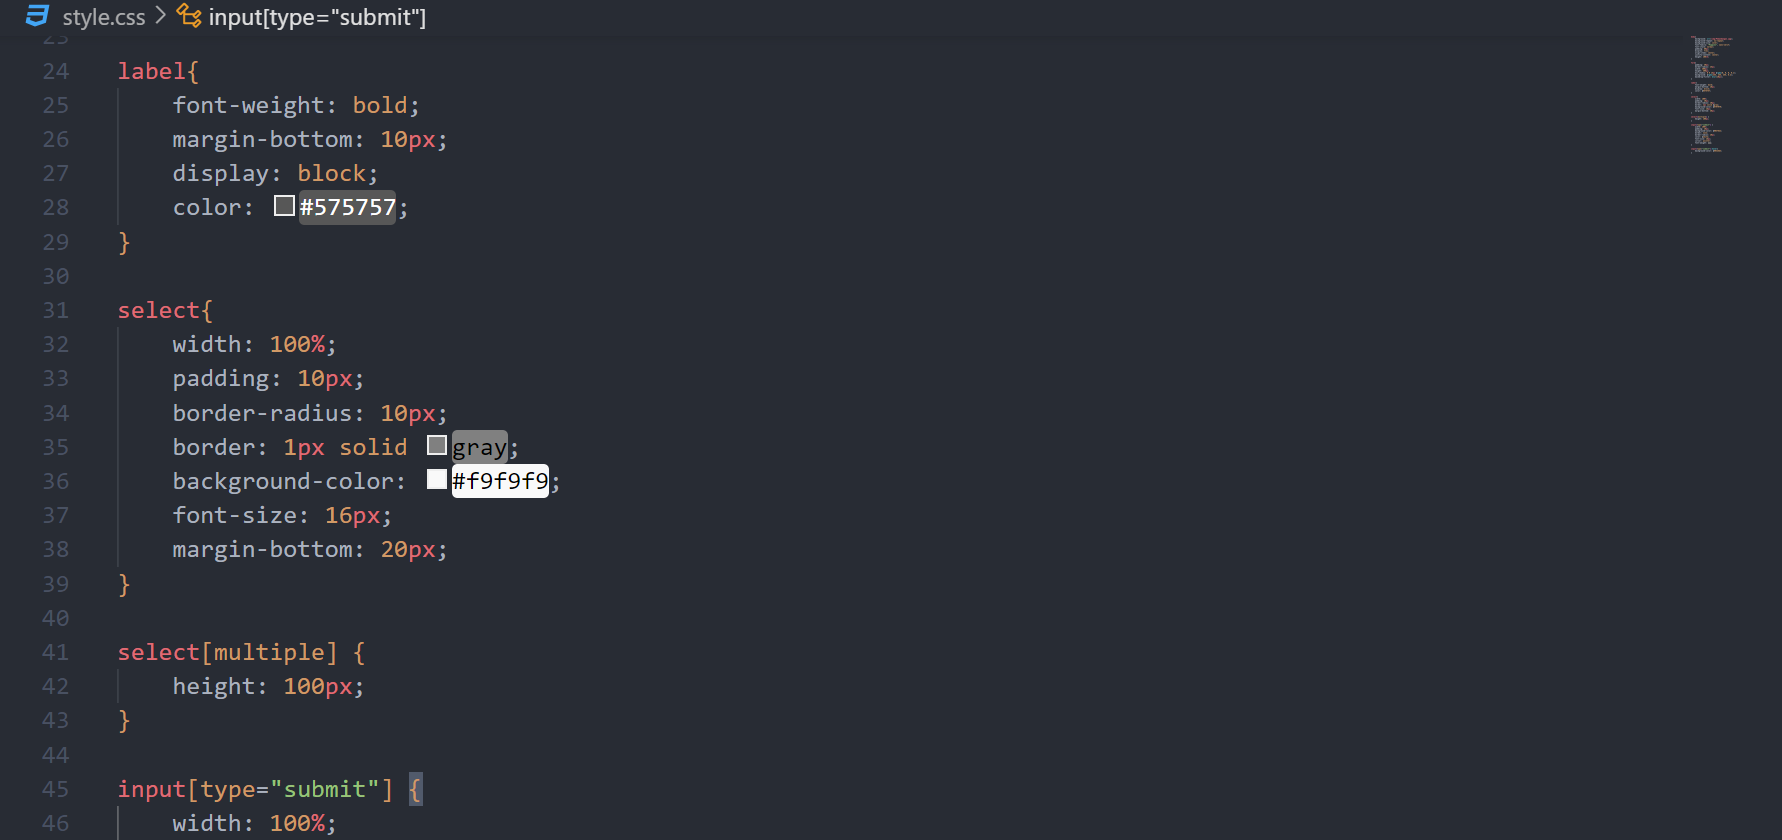 style.css > input[type="submit"]
23
24 label{
25     font-weight: bold;
26     margin-bottom: 10px;
27     display: block;
28     color: #575757;
29 }
30
31 select{
32     width: 100%;
33     padding: 10px;
34     border-radius: 10px;
35     border: 1px solid gray;
36     background-color: #f9f9f9;
37     font-size: 16px;
38     margin-bottom: 20px;
39 }
40
41 select[multiple] {
42     height: 100px;
43 }
44
45 input[type="submit"] {
46     width: 100%;